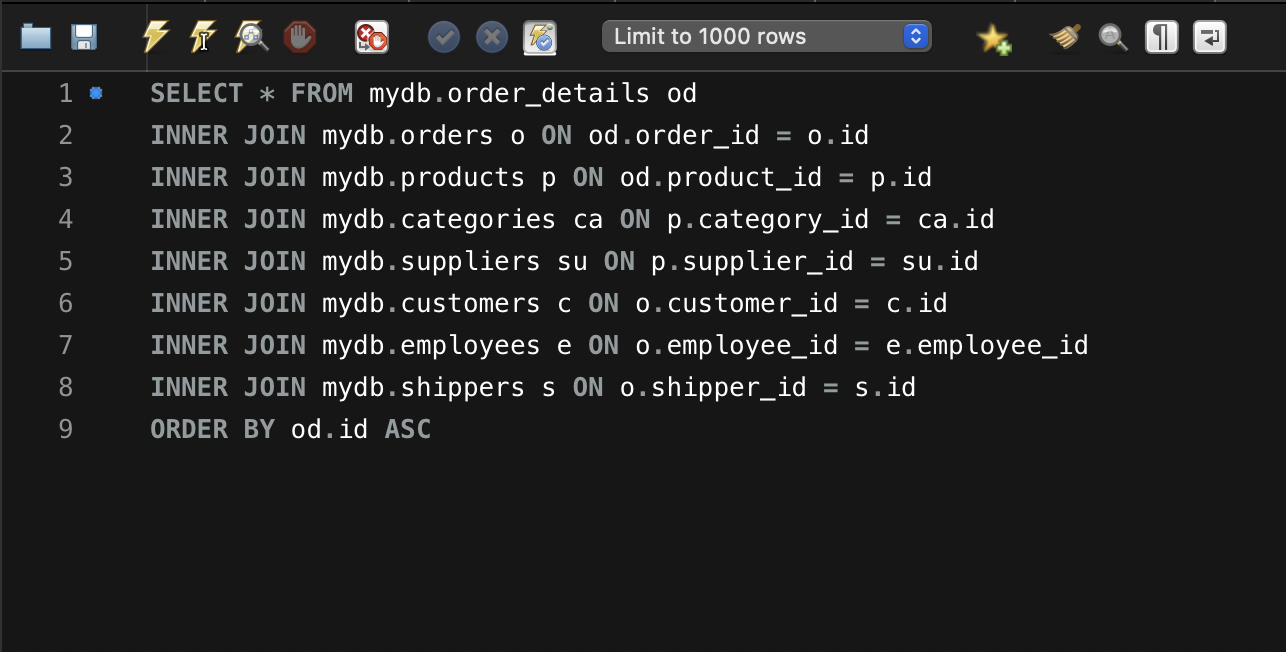 Limit to 1000 rows
1 SELECT * FROM mydb.order_details od
2 INNER JOIN mydb.orders o ON od.order_id = o.id
3 INNER JOIN mydb.products p ON od.product_id = p.id
4 INNER JOIN mydb.categories ca ON p.category_id = ca.id
5 INNER JOIN mydb.suppliers su ON p.supplier_id = su.id
6 INNER JOIN mydb.customers c ON o.customer_id = c.id
7 INNER JOIN mydb.employees e ON o.employee_id = e.employee_id
8 INNER JOIN mydb.shippers s ON o.shipper_id = s.id
9 ORDER BY od.id ASC